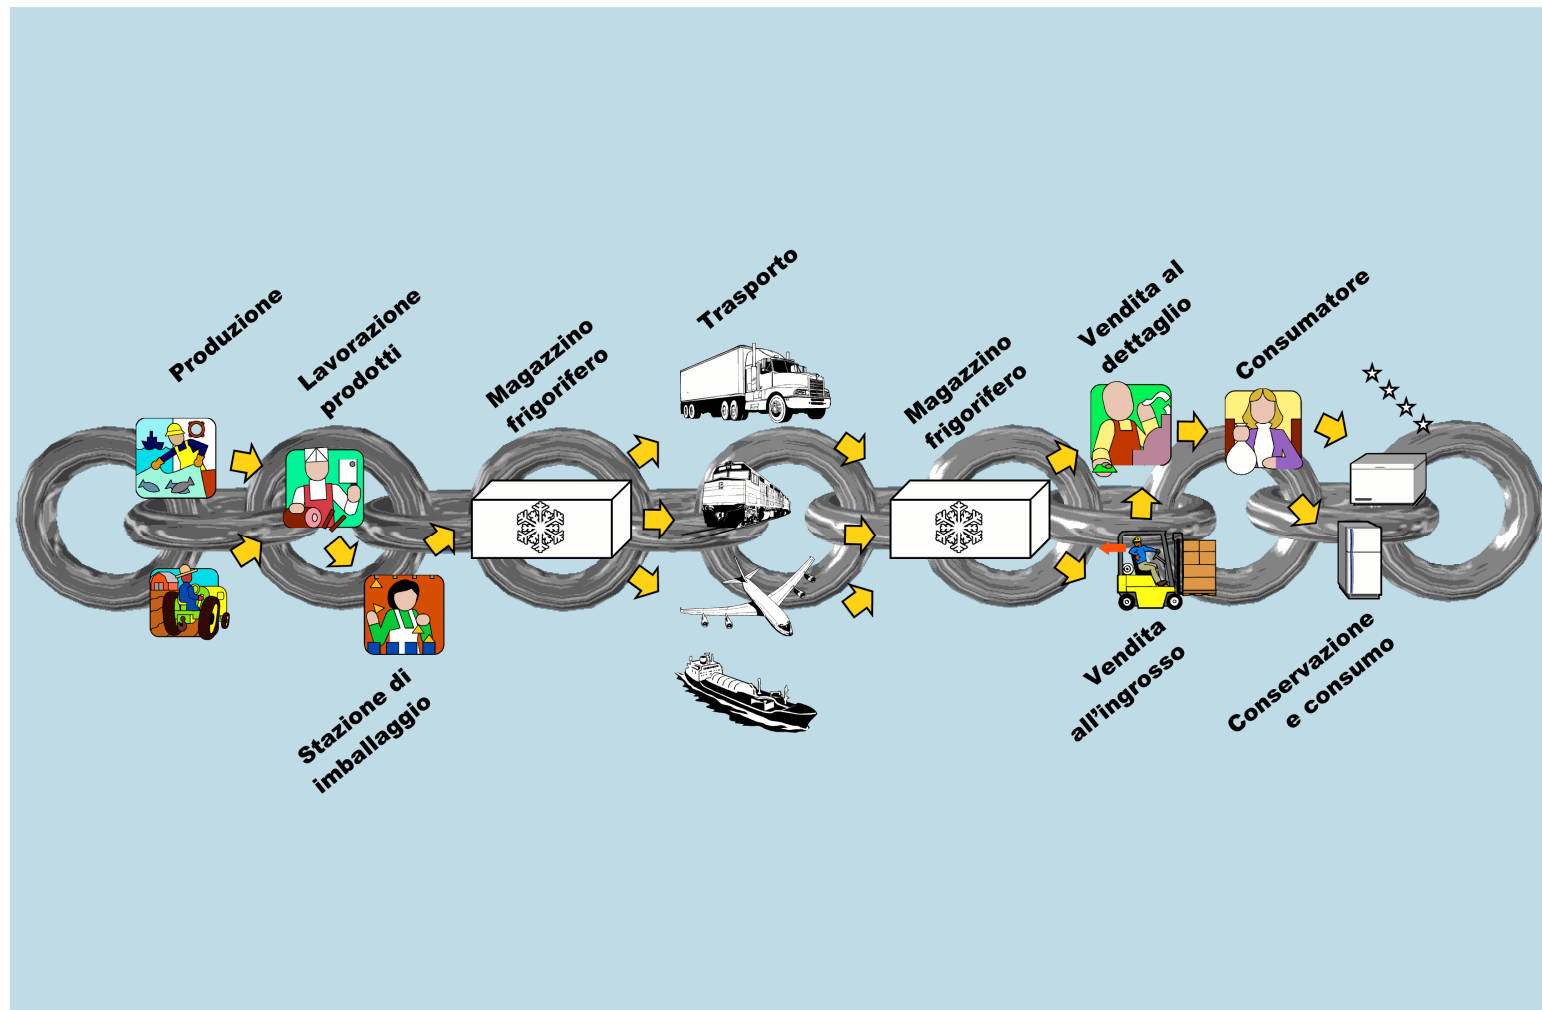 Produzione
Lavorazione
prodotti
Stazione di
imballaggio
Magazzino
frigorifero
Trasporto
Magazzino
frigorifero
Vendita al
dettaglio
Vendita
all'ingrosso
Consumatore
Conservazione
e consumo